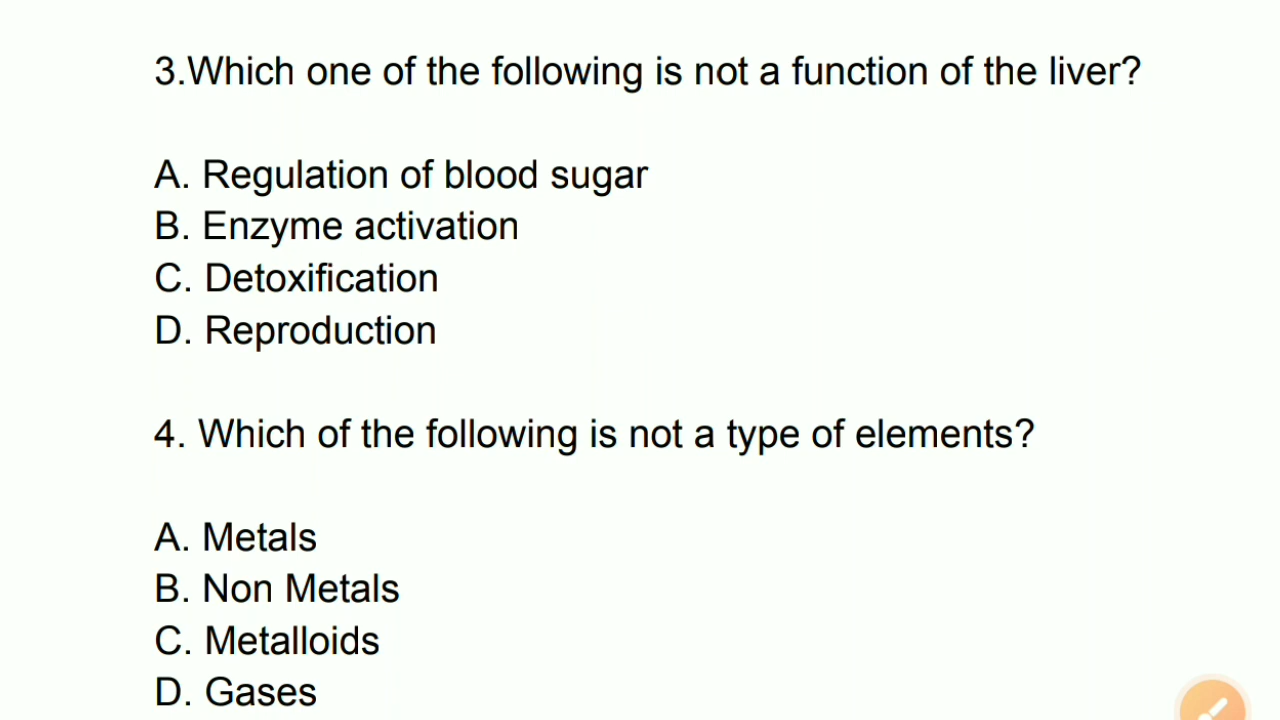 3.Which one of the following is not a function of the liver?
A. Regulation of blood sugar
B. Enzyme activation
C. Detoxification
D. Reproduction
4. Which of the following is not a type of elements?
A. Metals
B. Non Metals
C. Metalloids
D. Gases